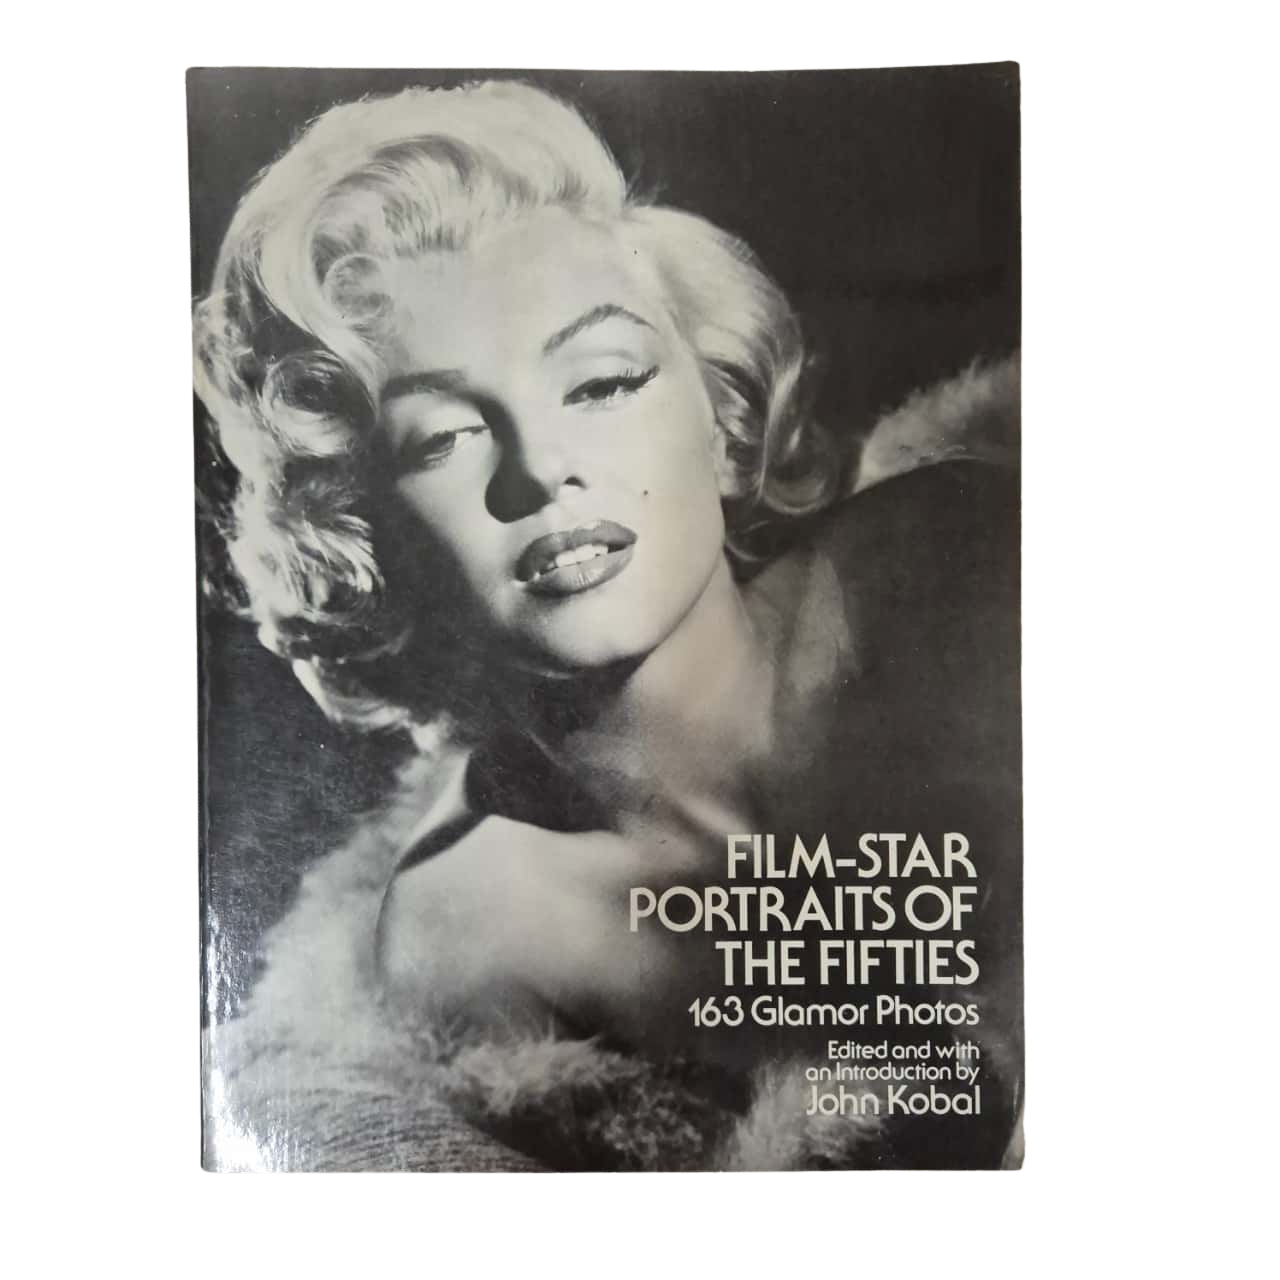 FILM-STAR
PORTRAITS OF
THE FIFTIES
163 Glamor Photos
Edited and with
an Introduction by
John Kobal